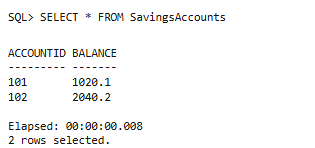 SQL> SELECT * FROM SavingsAccounts
ACCOUNTID BALANCE
--------- -------
101       1020.1
102       2040.2
Elapsed: 00:00:00.008
2 rows selected.